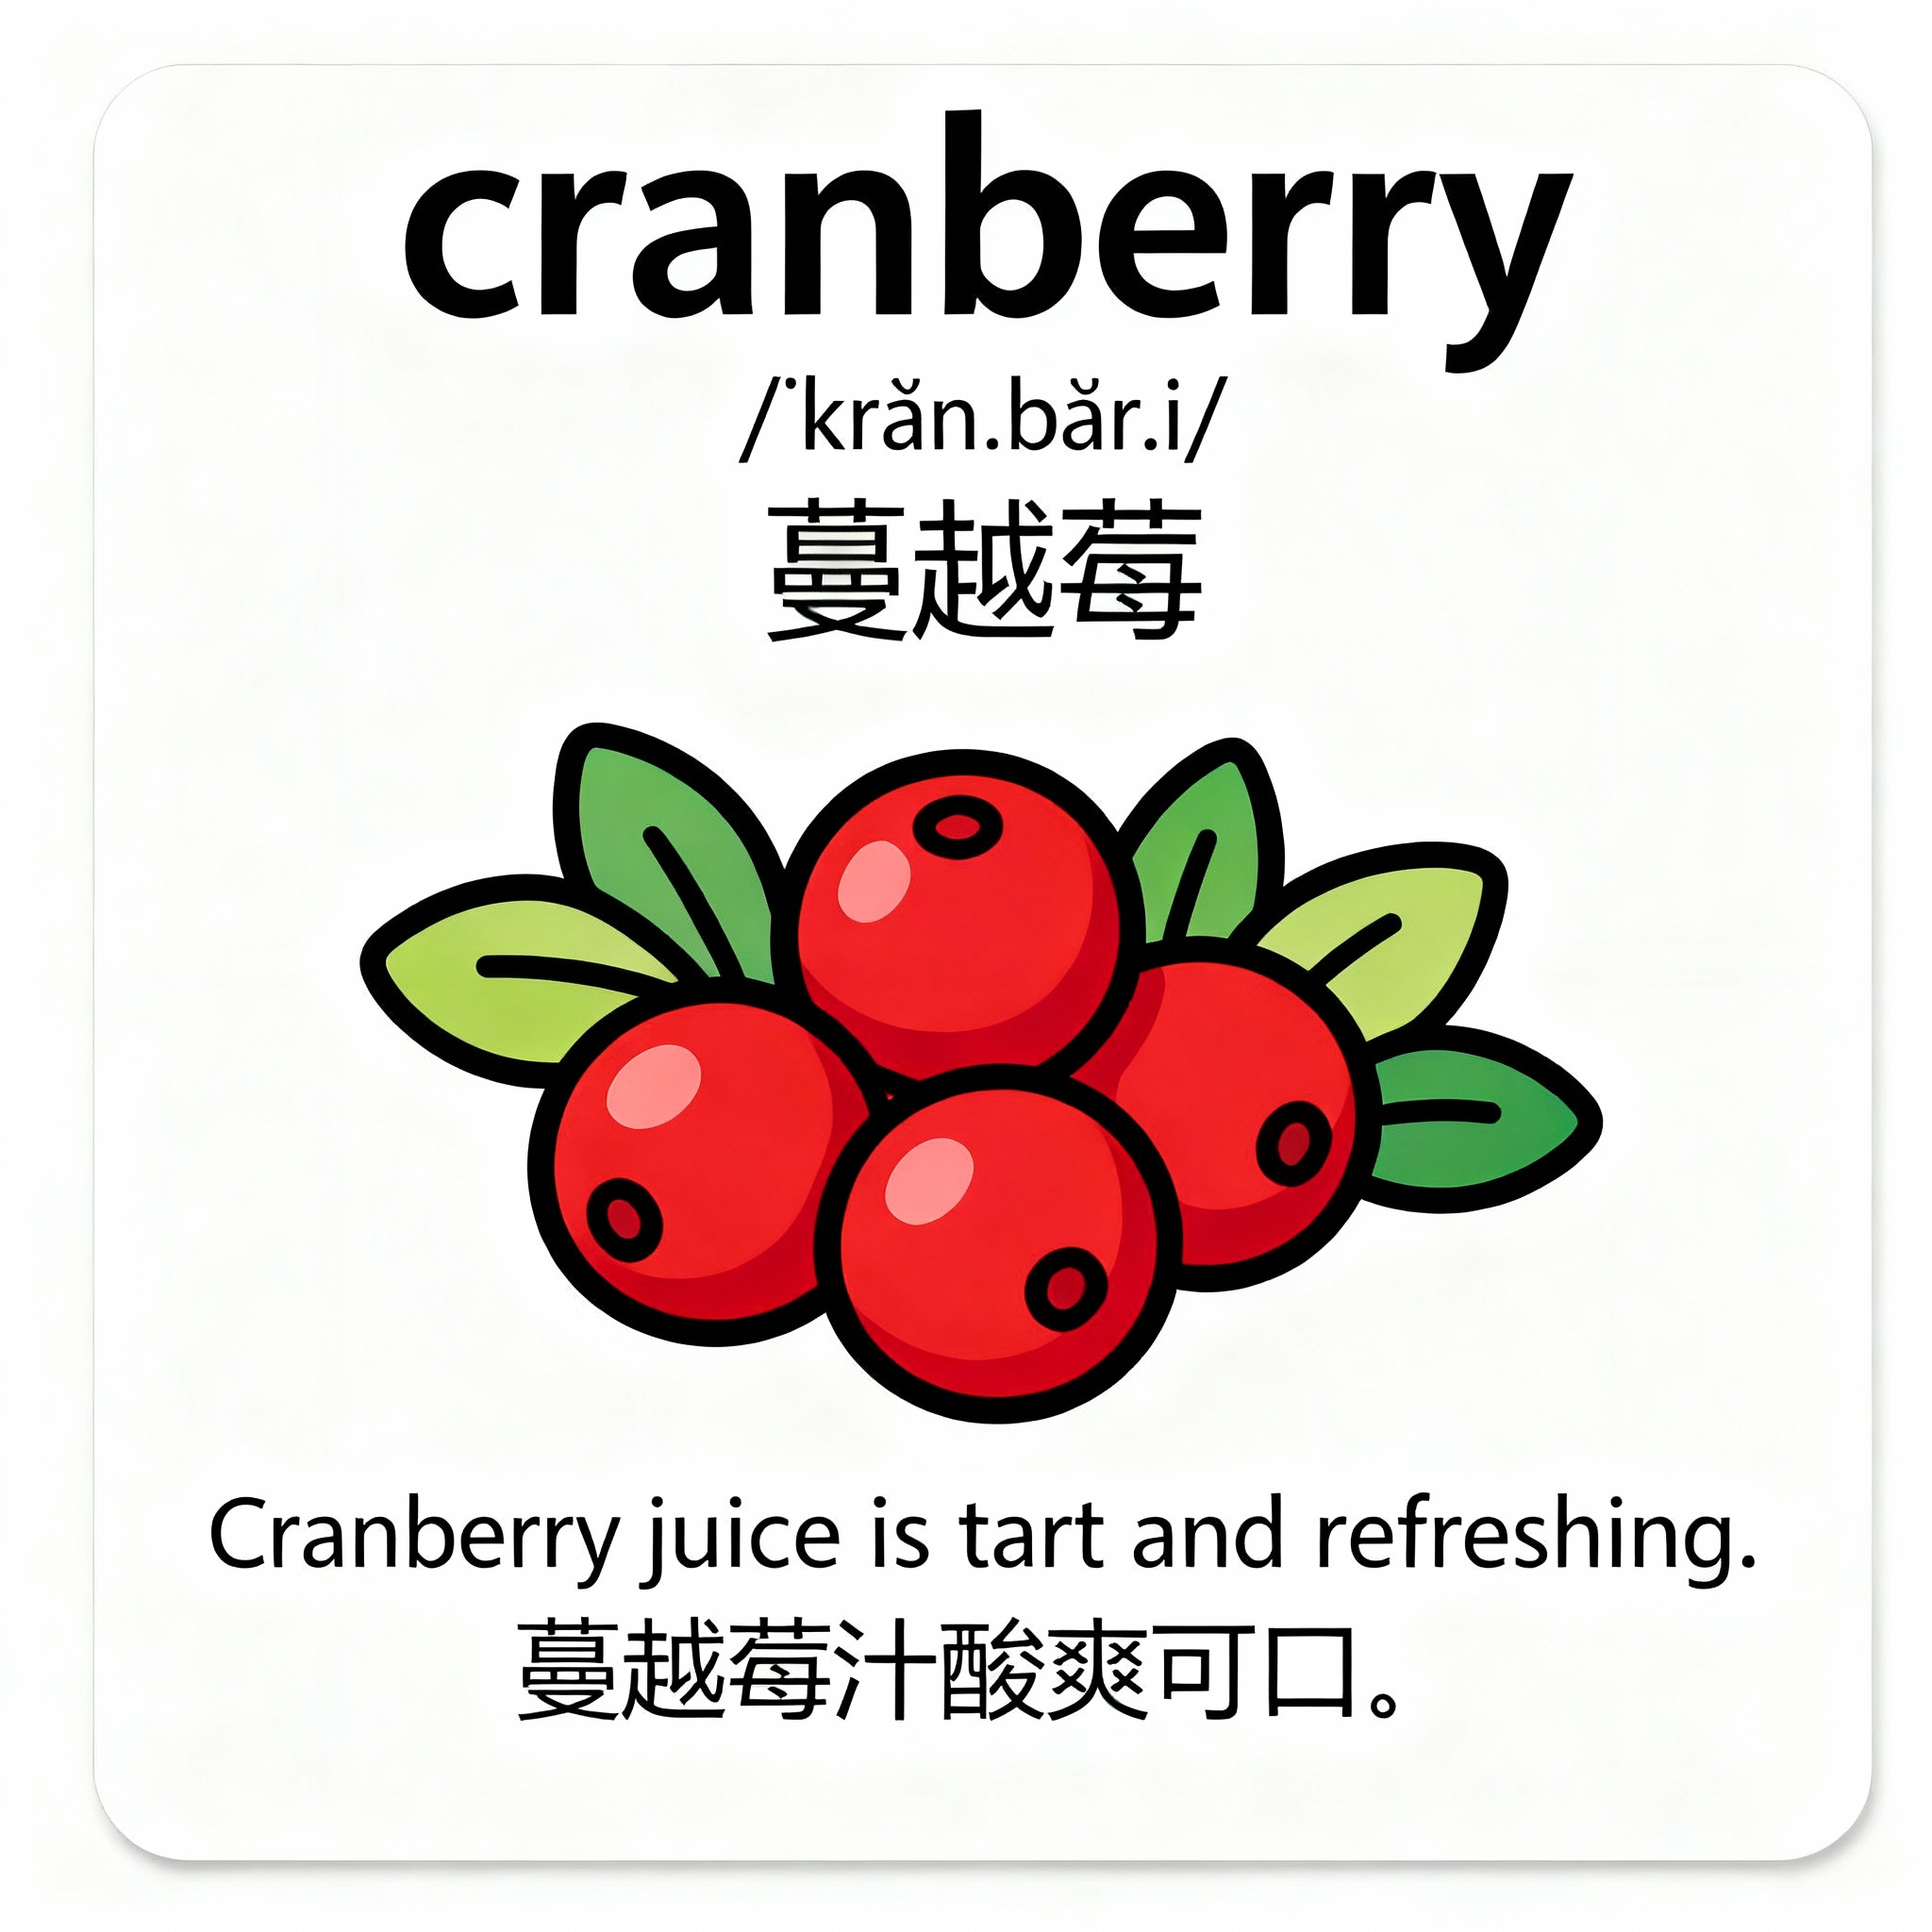 cranberry
/˙krăn.băr.i/
蔓越莓
Cranberry juice is tart and refreshing.
蔓越莓汁酸爽可口。